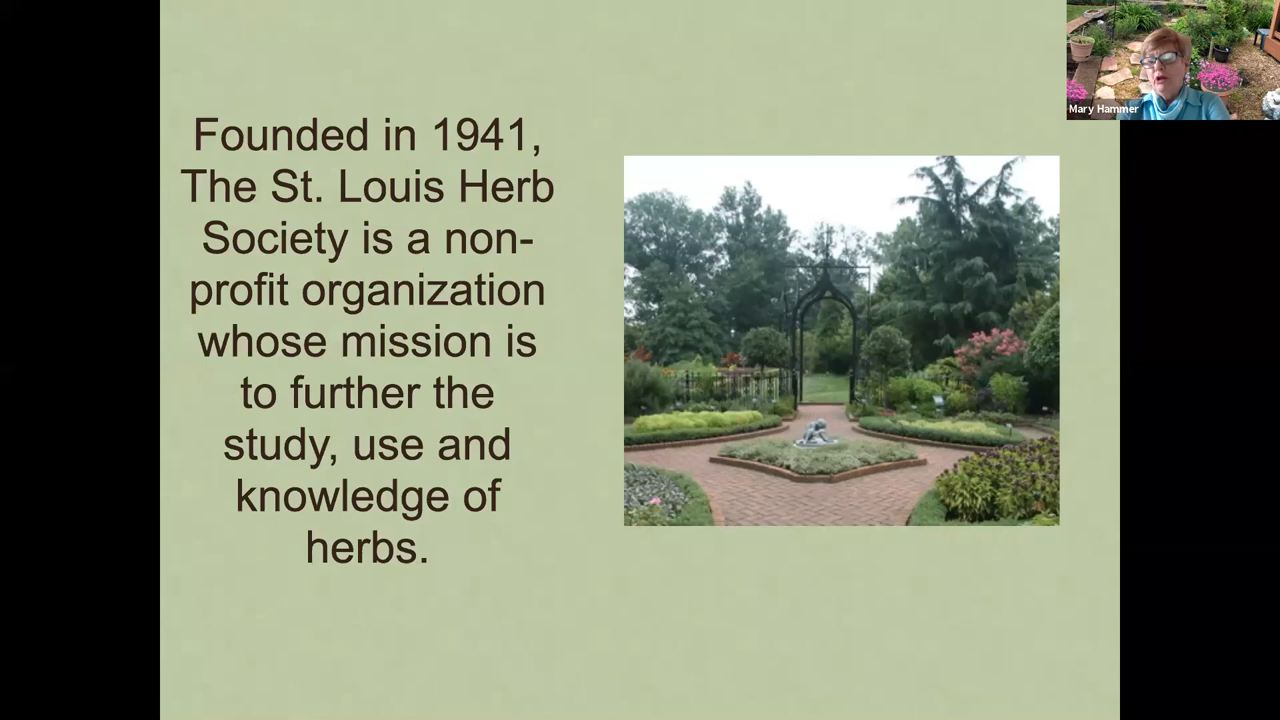 Founded in 1941,
The St. Louis Herb
Society is a non-
profit organization
whose mission is
to further the
study, use and
knowledge of
herbs.
Mary Hammer